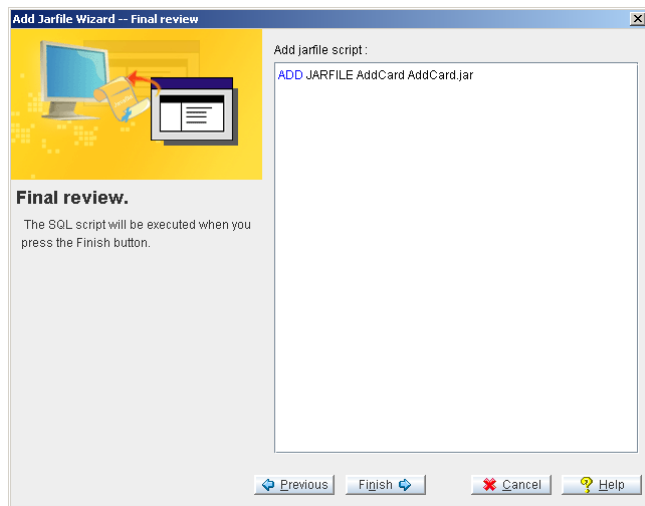 Add Jarfile Wizard -- Final review
Add jarfile script :
ADD JARFILE AddCard AddCard.jar
Final review.
The SQL script will be executed when you
press the Finish button.
Previous
Finish
Cancel
Help